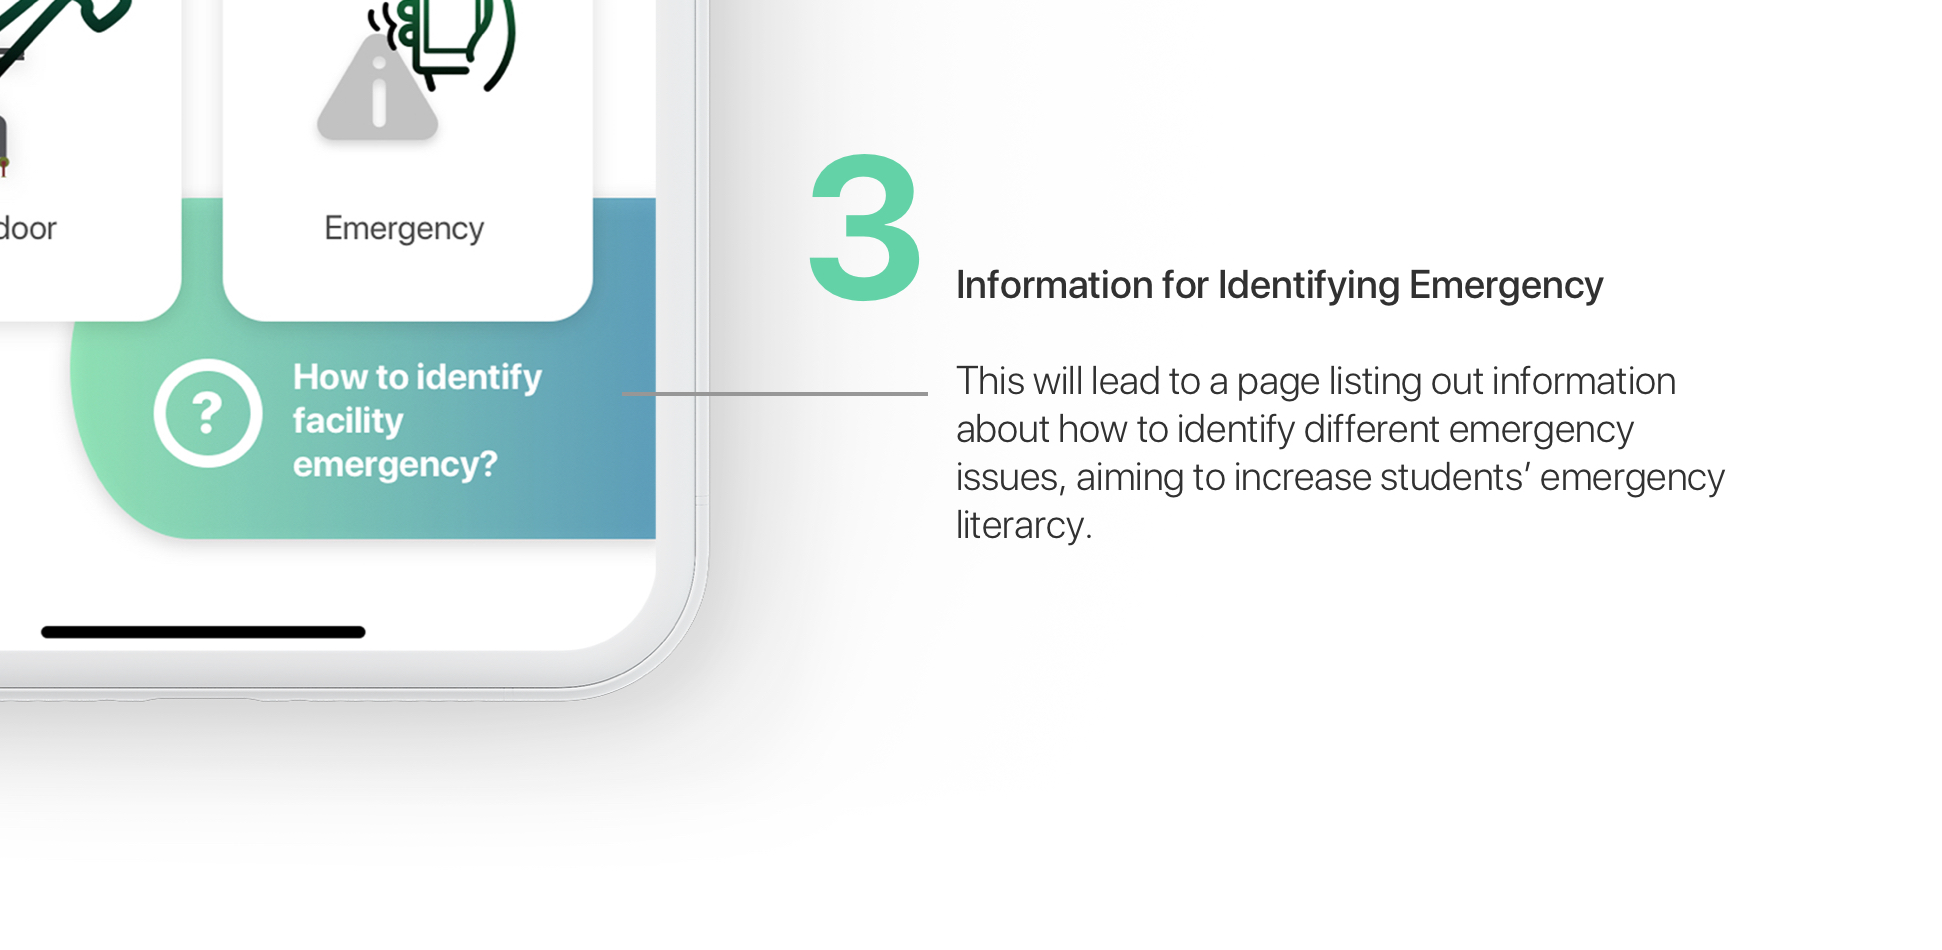 door
Emergency
How to identify
facility
emergency?
?
3
Information for Identifying Emergency
This will lead to a page listing out information
about how to identify different emergency
issues, aiming to increase students’ emergency
literarcy.